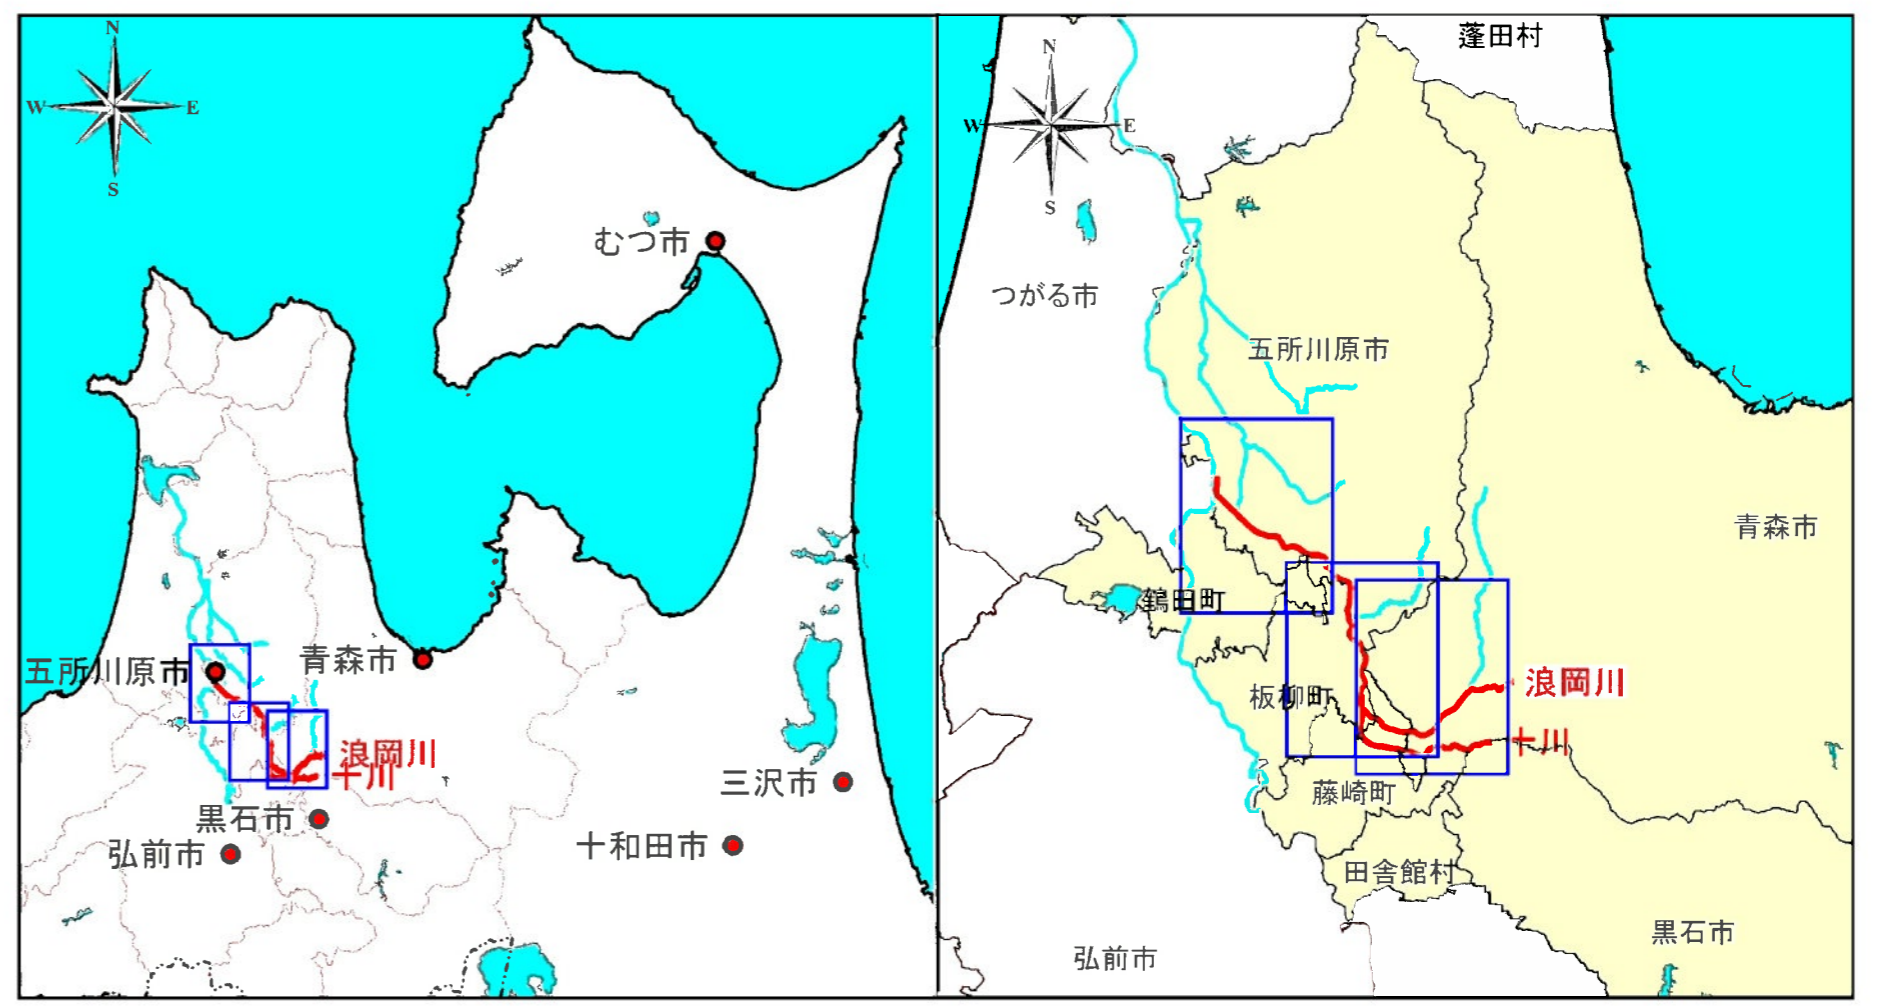 N
W
E
S
むつ市
五所川原市
青森市
浪岡川
十川
三沢市
黒石市
弘前市
十和田市
蓬田村
N
W
E
S
つがる市
五所川原市
青森市
鶴田町
板柳町
浪岡川
十川
藤崎町
田舎館村
黒石市
弘前市